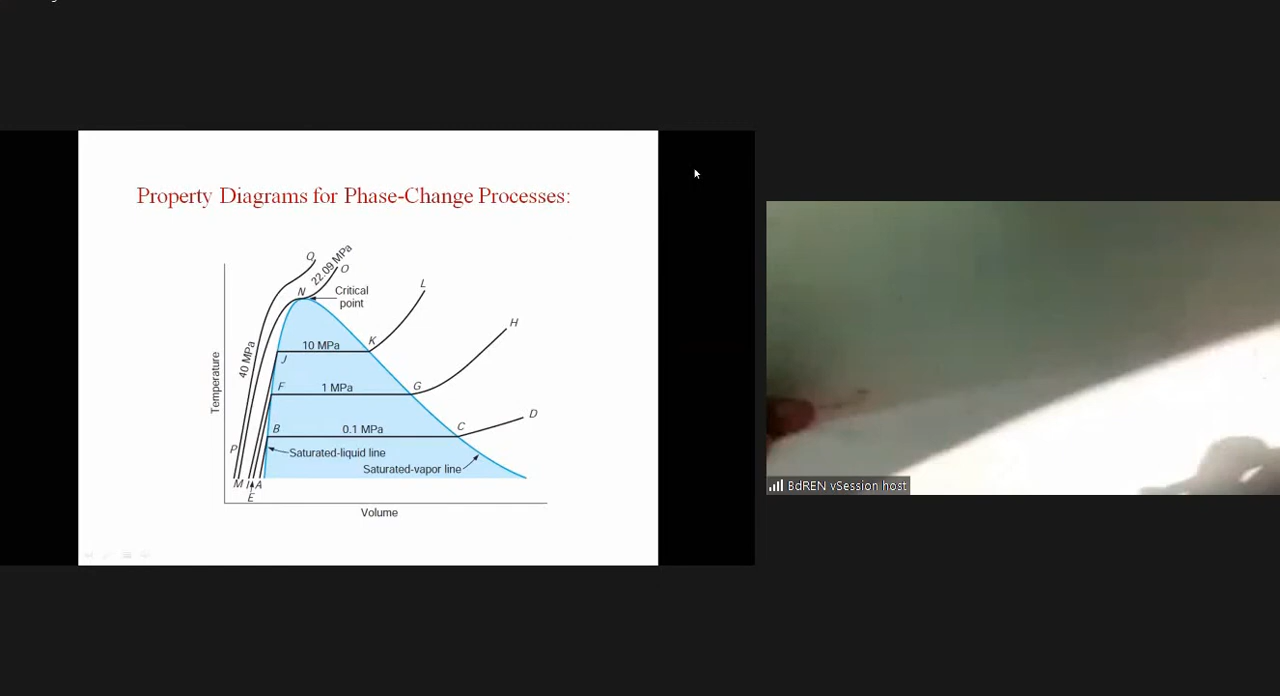 Property Diagrams for Phase-Change Processes:
Q
22.09 MPa
O
N
Critical
point
L
40 MPa
10 MPa
K
J
H
Temperature
F
1 MPa
G
B
0.1 MPa
C
D
Saturated-liquid line
Saturated-vapor line
P
M I A
E
Volume
BdREN vSession host